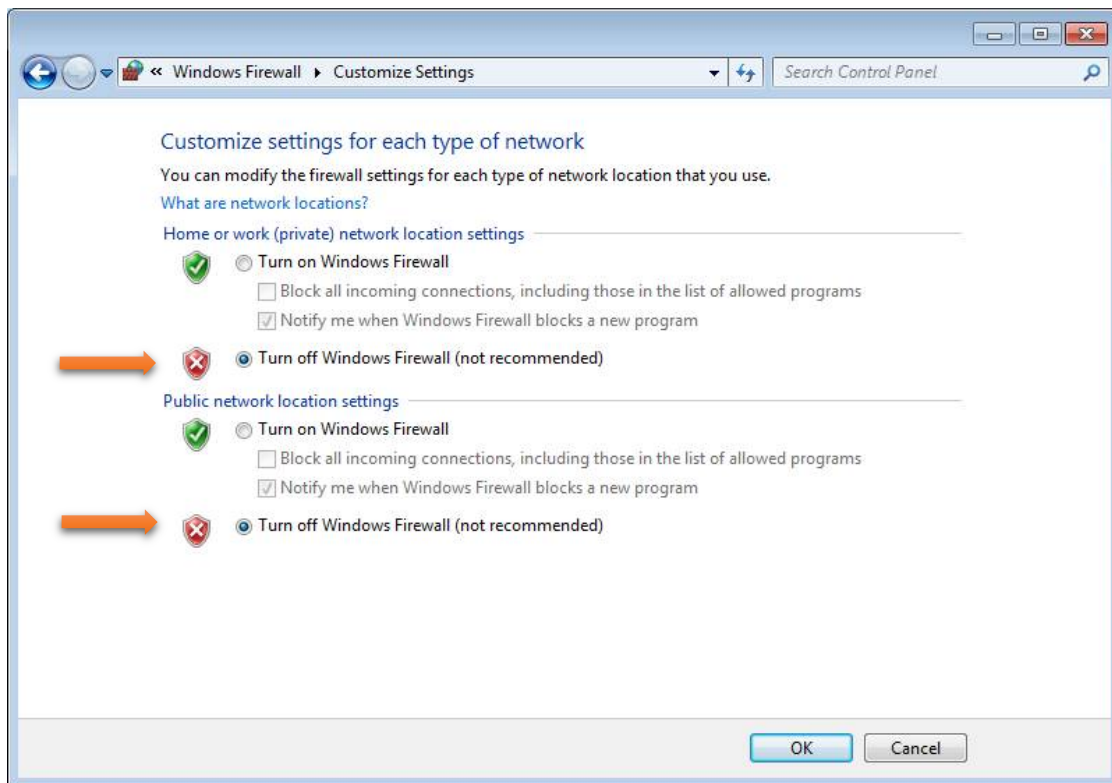 « Windows Firewall ▸ Customize Settings
Search Control Panel
Customize settings for each type of network
You can modify the firewall settings for each type of network location that you use.
What are network locations?
Home or work (private) network location settings
Turn on Windows Firewall
Block all incoming connections, including those in the list of allowed programs
Notify me when Windows Firewall blocks a new program
Turn off Windows Firewall (not recommended)
Public network location settings
Turn on Windows Firewall
Block all incoming connections, including those in the list of allowed programs
Notify me when Windows Firewall blocks a new program
Turn off Windows Firewall (not recommended)
OK
Cancel